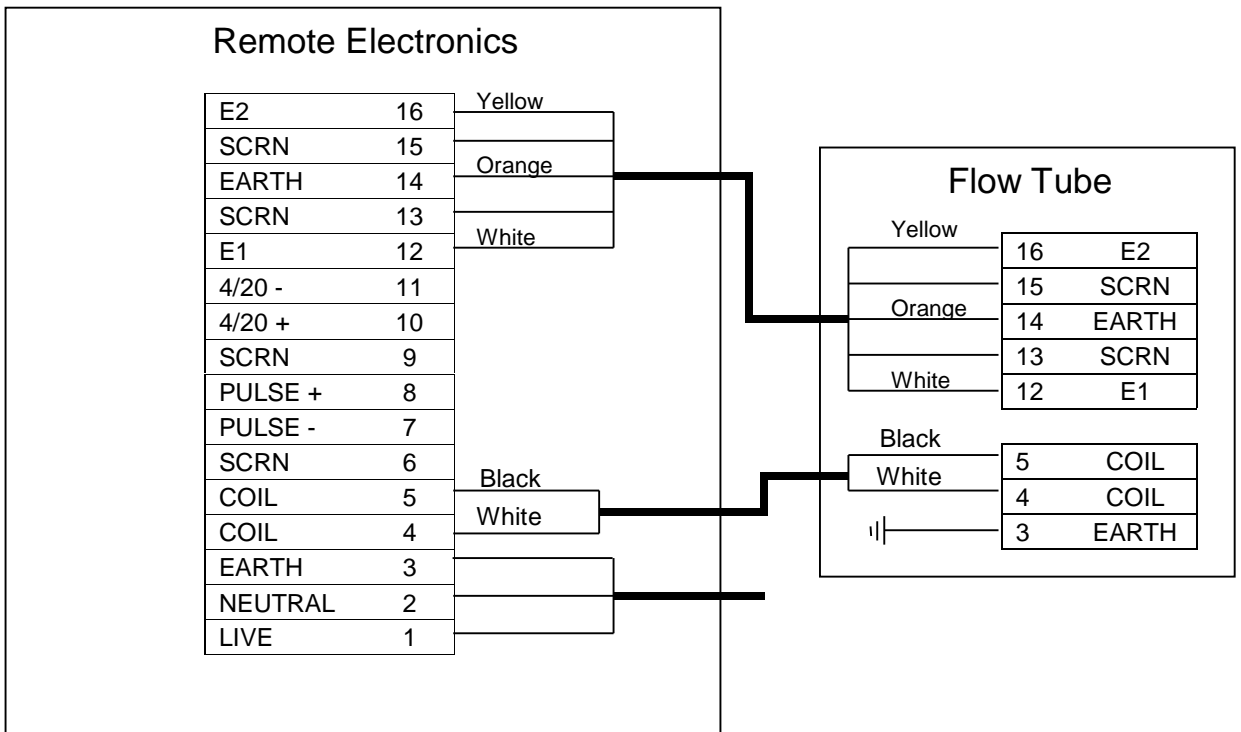 Remote Electronics
E2 16 Yellow
SCRN 15
EARTH 14 Orange
SCRN 13
E1 12 White
4/20 - 11
4/20 + 10
SCRN 9
PULSE + 8
PULSE - 7
SCRN 6
COIL 5 Black
COIL 4 White
EARTH 3
NEUTRAL 2
LIVE 1
Flow Tube
Yellow 16 E2
15 SCRN
Orange 14 EARTH
13 SCRN
White 12 E1
Black 5 COIL
White 4 COIL
3 EARTH